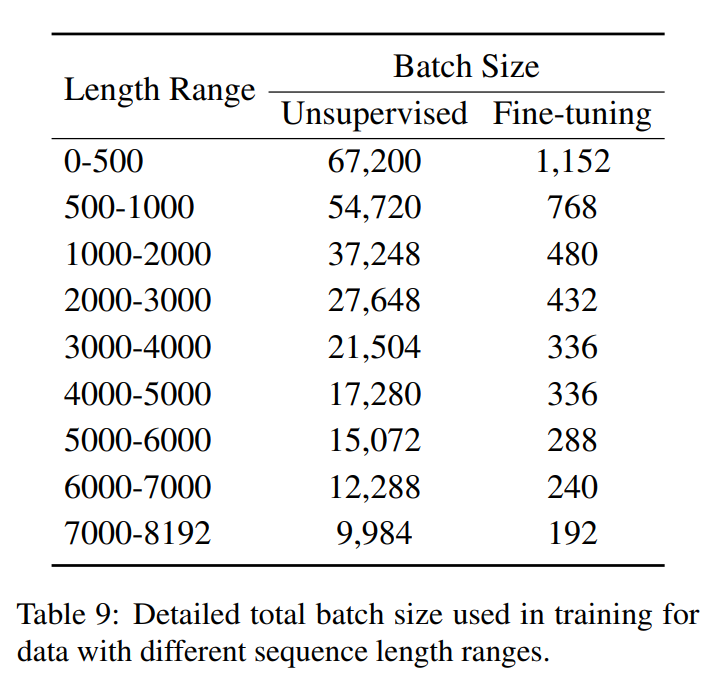 Batch Size
Length Range
Unsupervised Fine-tuning
0-500 67,200 1,152
500-1000 54,720 768
1000-2000 37,248 480
2000-3000 27,648 432
3000-4000 21,504 336
4000-5000 17,280 336
5000-6000 15,072 288
6000-7000 12,288 240
7000-8192 9,984 192
Table 9: Detailed total batch size used in training for
data with different sequence length ranges.